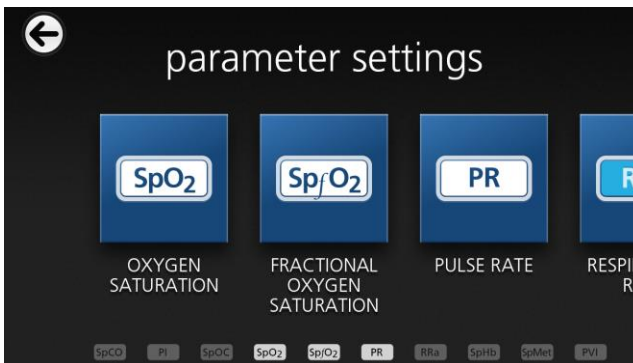 parameter settings
SpO2
SpfO2
PR
R
OXYGEN
SATURATION
FRACTIONAL
OXYGEN
SATURATION
PULSE RATE
RESPI
R
SpCO PI SpOC SpO2 SpfO2 PR RRa SpHb SpMet PVI